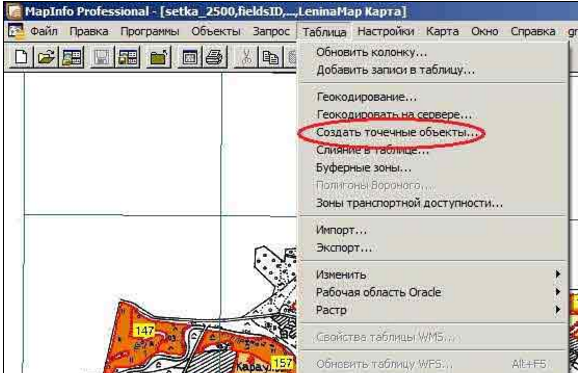 MapInfo Professional - [setka_2500,fieldsID,...,LeninaMap Карта]
Файл Правка Программы Объекты Запрос Таблица Настройки Карта Окно Справка
Обновить колонку...
Добавить записи в таблицу...
Геокодирование...
Геокодировать на сервере...
Создать точечные объекты...
Слияние в таблице...
Буферные зоны...
Полигоны Вороного...
Зоны транспортной доступности...
Импорт...
Экспорт...
Изменить
Рабочая область Oracle
Растр
Свойства таблицы WMS...
Обновить таблицу WFS... Alt+F5
147
157